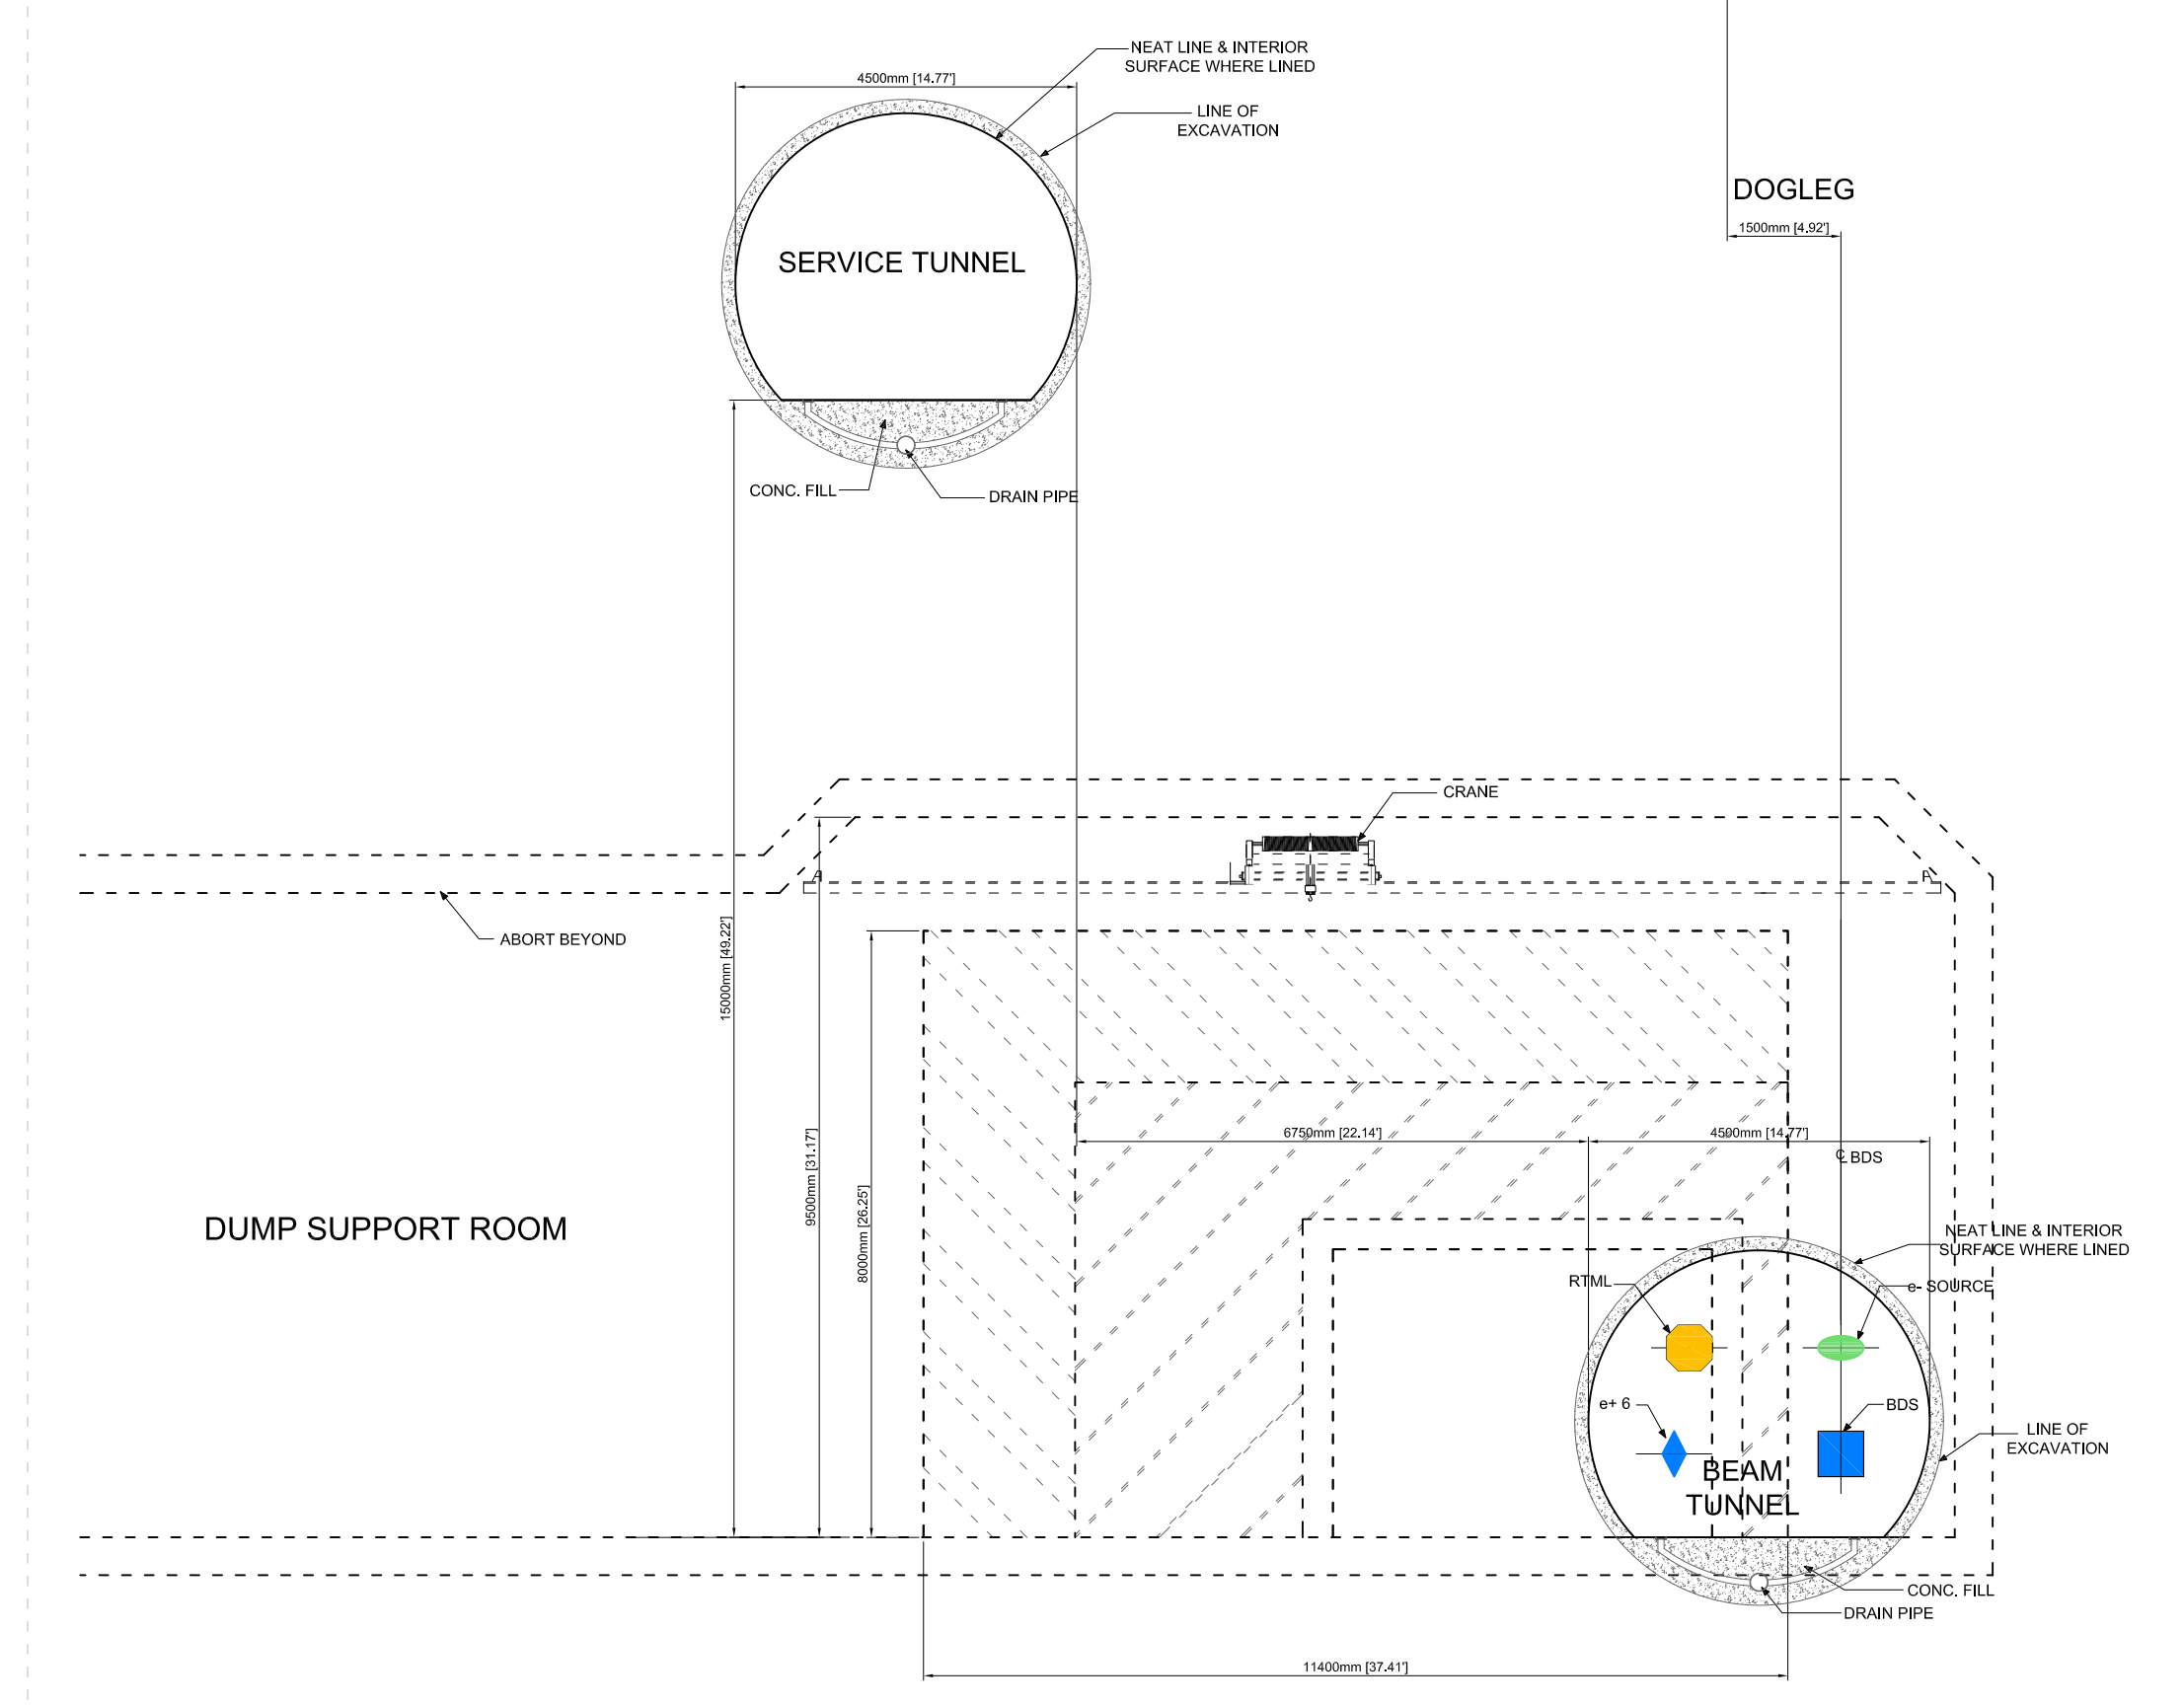 NEAT LINE & INTERIOR
SURFACE WHERE LINED
4500mm [14.77']
LINE OF
EXCAVATION
DOGLEG
1500mm [4.92']
SERVICE TUNNEL
CONC. FILL
DRAIN PIPE
CRANE
ABORT BEYOND
15000mm [49.22']
9500mm [31.17']
8000mm [26.25']
6750mm [22.14']
4500mm [14.77']
℄ BDS
DUMP SUPPORT ROOM
NEAT LINE & INTERIOR
SURFACE WHERE LINED
RTML
e- SOURCE
e+ 6
BDS
LINE OF
EXCAVATION
BEAM
TUNNEL
CONC. FILL
DRAIN PIPE
11400mm [37.41']